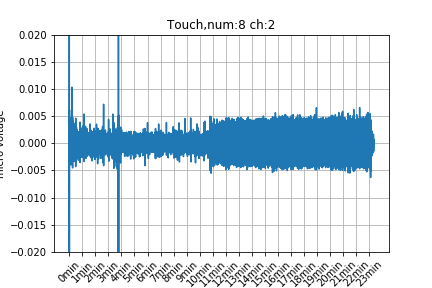 Touch,num:8 ch:2
0.020
0.015
0.010
0.005
0.000
−0.005
−0.010
−0.015
−0.020
micro voltage
0min
1min
2min
3min
4min
5min
6min
7min
8min
9min
10min
11min
12min
13min
14min
15min
16min
17min
18min
19min
20min
21min
22min
23min